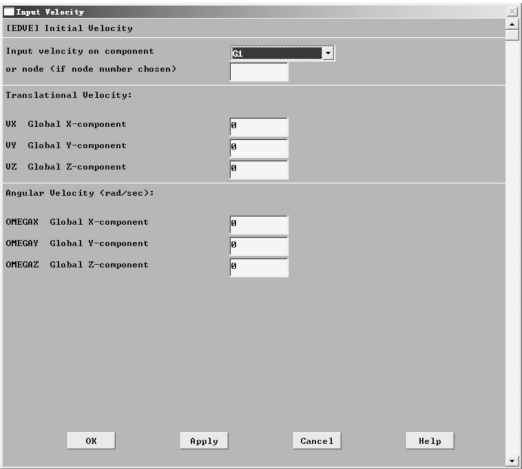 Input Velocity
[EDVE] Initial Velocity
Input velocity on component G1
or node (if node number chosen)
Translational Velocity:
VX Global X-component 0
VY Global Y-component 0
VZ Global Z-component 0
Angular Velocity (rad/sec):
OMEGAX Global X-component 0
OMEGAY Global Y-component 0
OMEGAZ Global Z-component 0
OK Apply Cancel Help